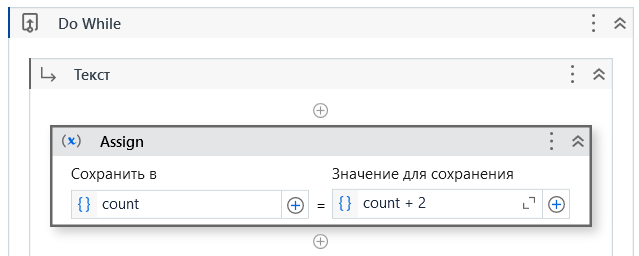 Do While
Текст
(x) Assign
Сохранить в
Значение для сохранения
{} count = {} count + 2